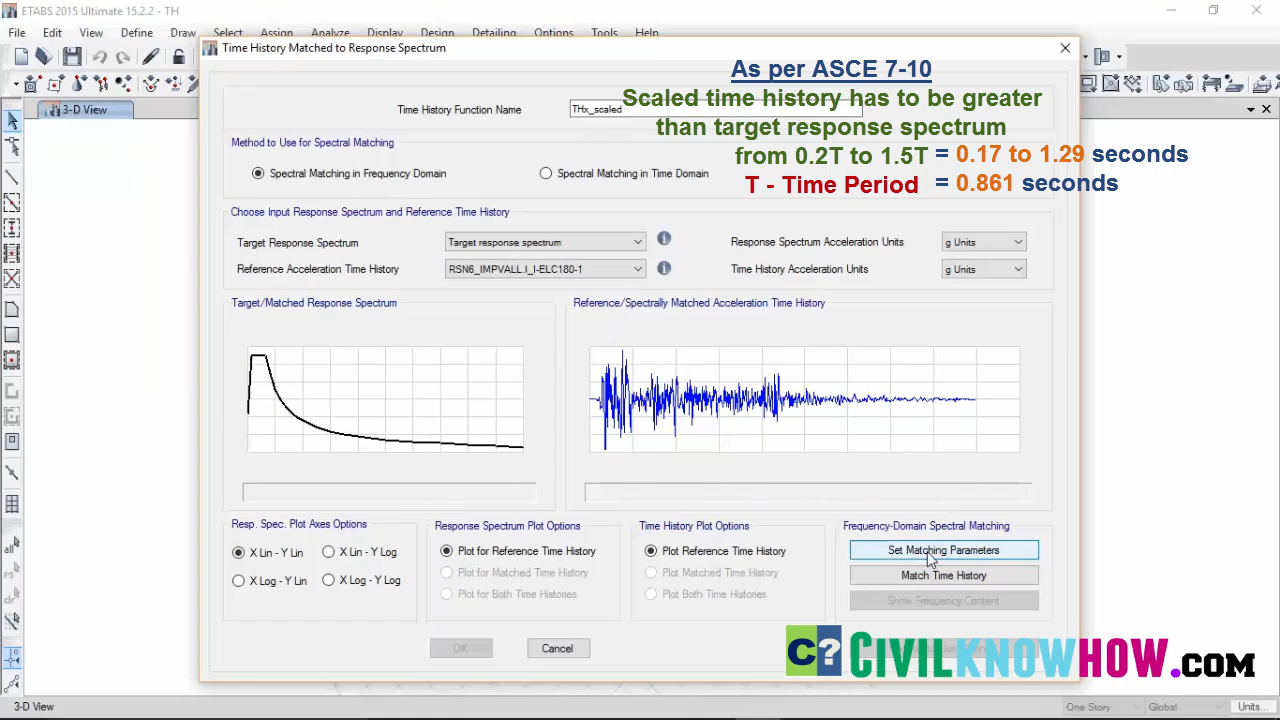 ETABS 2015 Ultimate 15.2.2 - TH
File Edit View Define Draw Select Assign Analyze Display Design Detailing Options Tools Help
Time History Matched to Response Spectrum
3-D View
As per ASCE 7-10
Time History Function Name THx_scaled
Scaled time history has to be greater
than target response spectrum
from 0.2T to 1.5T = 0.17 to 1.29 seconds
T - Time Period = 0.861 seconds
Method to Use for Spectral Matching
Spectral Matching in Frequency Domain Spectral Matching in Time Domain
Choose Input Response Spectrum and Reference Time History
Target Response Spectrum Target response spectrum Response Spectrum Acceleration Units g Units
Reference Acceleration Time History RSN6_IMPVALL.I_I-ELC180-1 Time History Acceleration Units g Units
Target/Matched Response Spectrum Reference/Spectrally Matched Acceleration Time History
Resp. Spec. Plot Axes Options Response Spectrum Plot Options Time History Plot Options Frequency-Domain Spectral Matching
X Lin - Y Lin X Lin - Y Log Plot for Reference Time History Plot Reference Time History Set Matching Parameters
Plot for Matched Time History Plot Matched Time History Match Time History
X Log - Y Lin X Log - Y Log Plot for Both Time Histories Plot Both Time Histories Show Frequency Content
OK Cancel
C? CIVILKNOWHOW.COM
3-D View One Story Global Units...
all